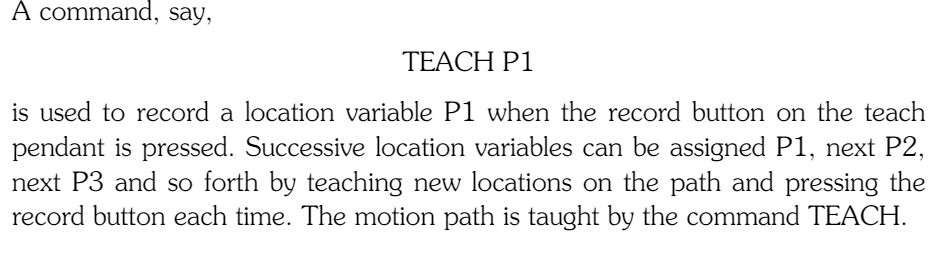 A command, say,
TEACH P1
is used to record a location variable P1 when the record button on the teach
pendant is pressed. Successive location variables can be assigned P1, next P2,
next P3 and so forth by teaching new locations on the path and pressing the
record button each time. The motion path is taught by the command TEACH.